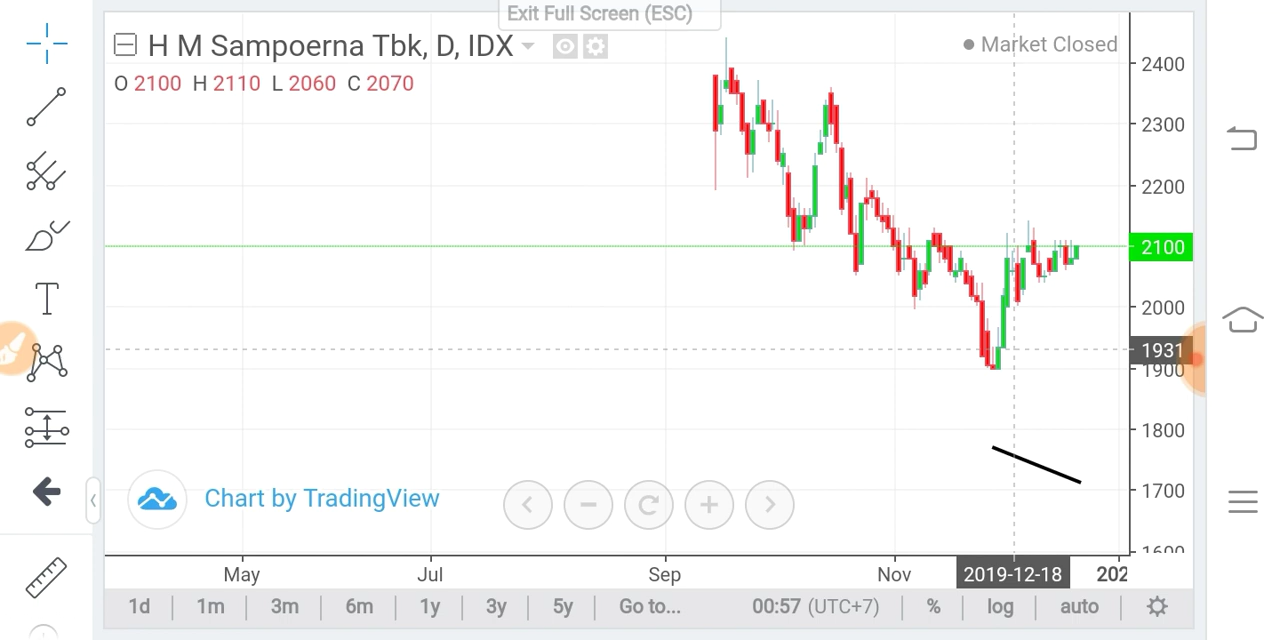 Exit Full Screen (ESC)
H M Sampoerna Tbk, D, IDX
Market Closed
O 2100 H 2110 L 2060 C 2070
2400
2300
2200
2100
2000
1931
1900
1800
1700
1600
T
Chart by TradingView
May Jul Sep Nov 2019-12-18 202
1d 1m 3m 6m 1y 3y 5y Go to... 00:57 (UTC+7) % log auto